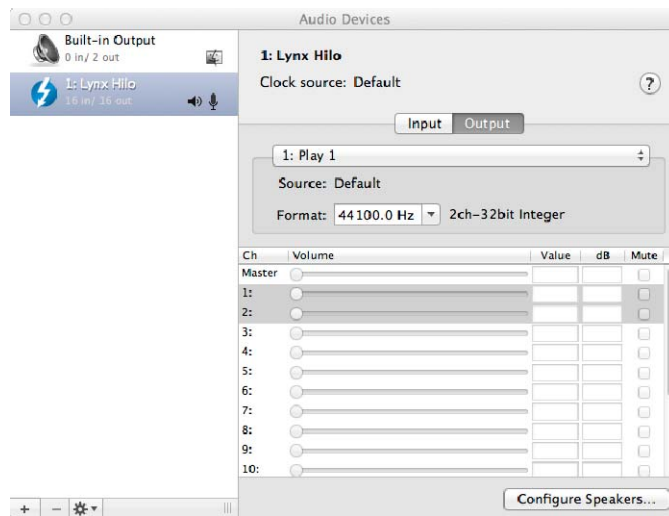 Audio Devices
Built-in Output
0 in/ 2 out
1: Lynx Hilo
16 in/ 16 out
1: Lynx Hilo
Clock source: Default
?
Input Output
1: Play 1
Source: Default
Format: 44100.0 Hz 2ch-32bit Integer
Ch Volume Value dB Mute
Master
1:
2:
3:
4:
5:
6:
7:
8:
9:
10:
+ −
Configure Speakers...